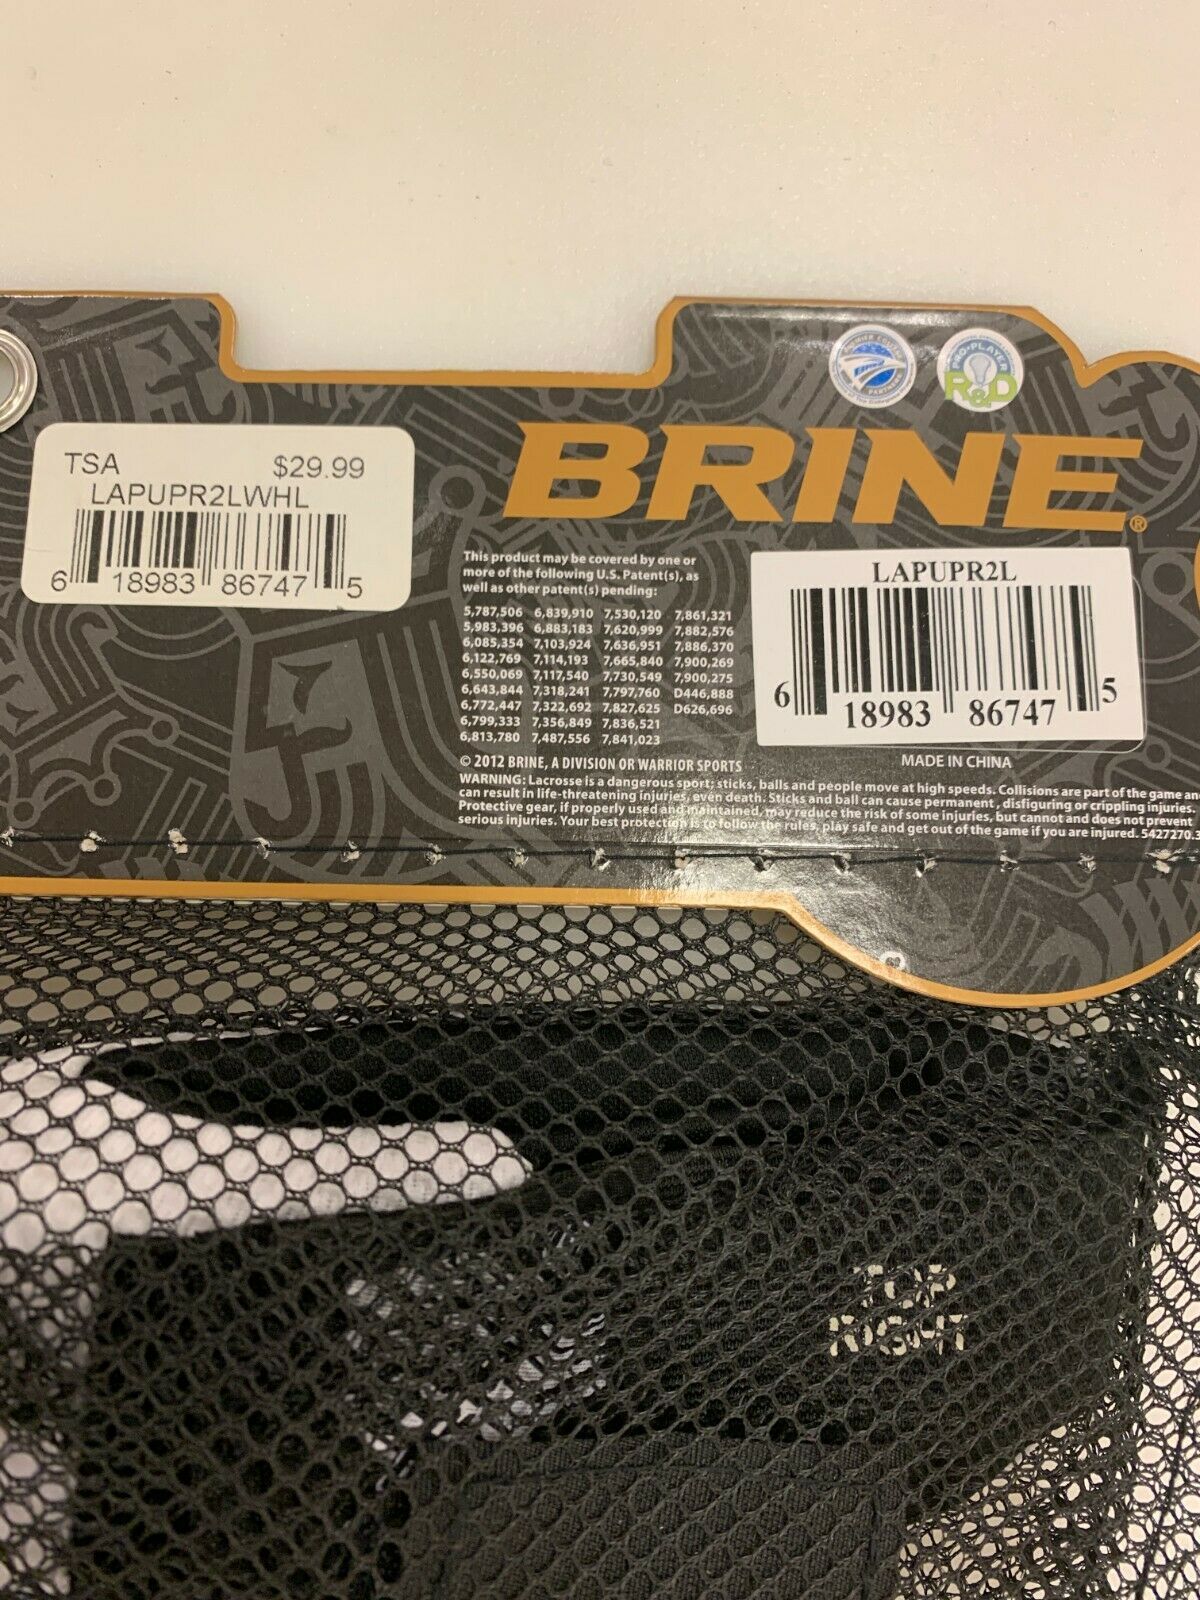 BRINE
PRO-PLAYER
R&D
TSA $29.99
LAPUPR2LWHL
6 18983 86747 5
BRINE®
This product may be covered by one or
more of the following U.S. Patent(s), as
well as other patent(s) pending:
5,787,506 6,839,910 7,530,120 7,861,321
5,983,396 6,883,183 7,620,999 7,882,576
6,085,354 7,103,924 7,636,951 7,886,370
6,122,769 7,114,193 7,665,840 7,900,269
6,550,069 7,117,540 7,730,549 7,900,275
6,643,844 7,318,241 7,797,760 D446,888
6,772,447 7,322,692 7,827,625 D626,696
6,799,333 7,356,849 7,836,521
6,813,780 7,487,556 7,841,023
LAPUPR2L
6 18983 86747 5
© 2012 BRINE, A DIVISION OR WARRIOR SPORTS
MADE IN CHINA
WARNING: Lacrosse is a dangerous sport; sticks, balls and people move at high speeds. Collisions are part of the game an
can result in life-threatening injuries, even death. Sticks and ball can cause permanent , disfiguring or crippling injuries.
Protective gear, if properly used and maintained, may reduce the risk of some injuries, but cannot and does not prevent
serious injuries. Your best protection is to follow the rules, play safe and get out of the game if you are injured. 5427270.3
TOP
RIGHT